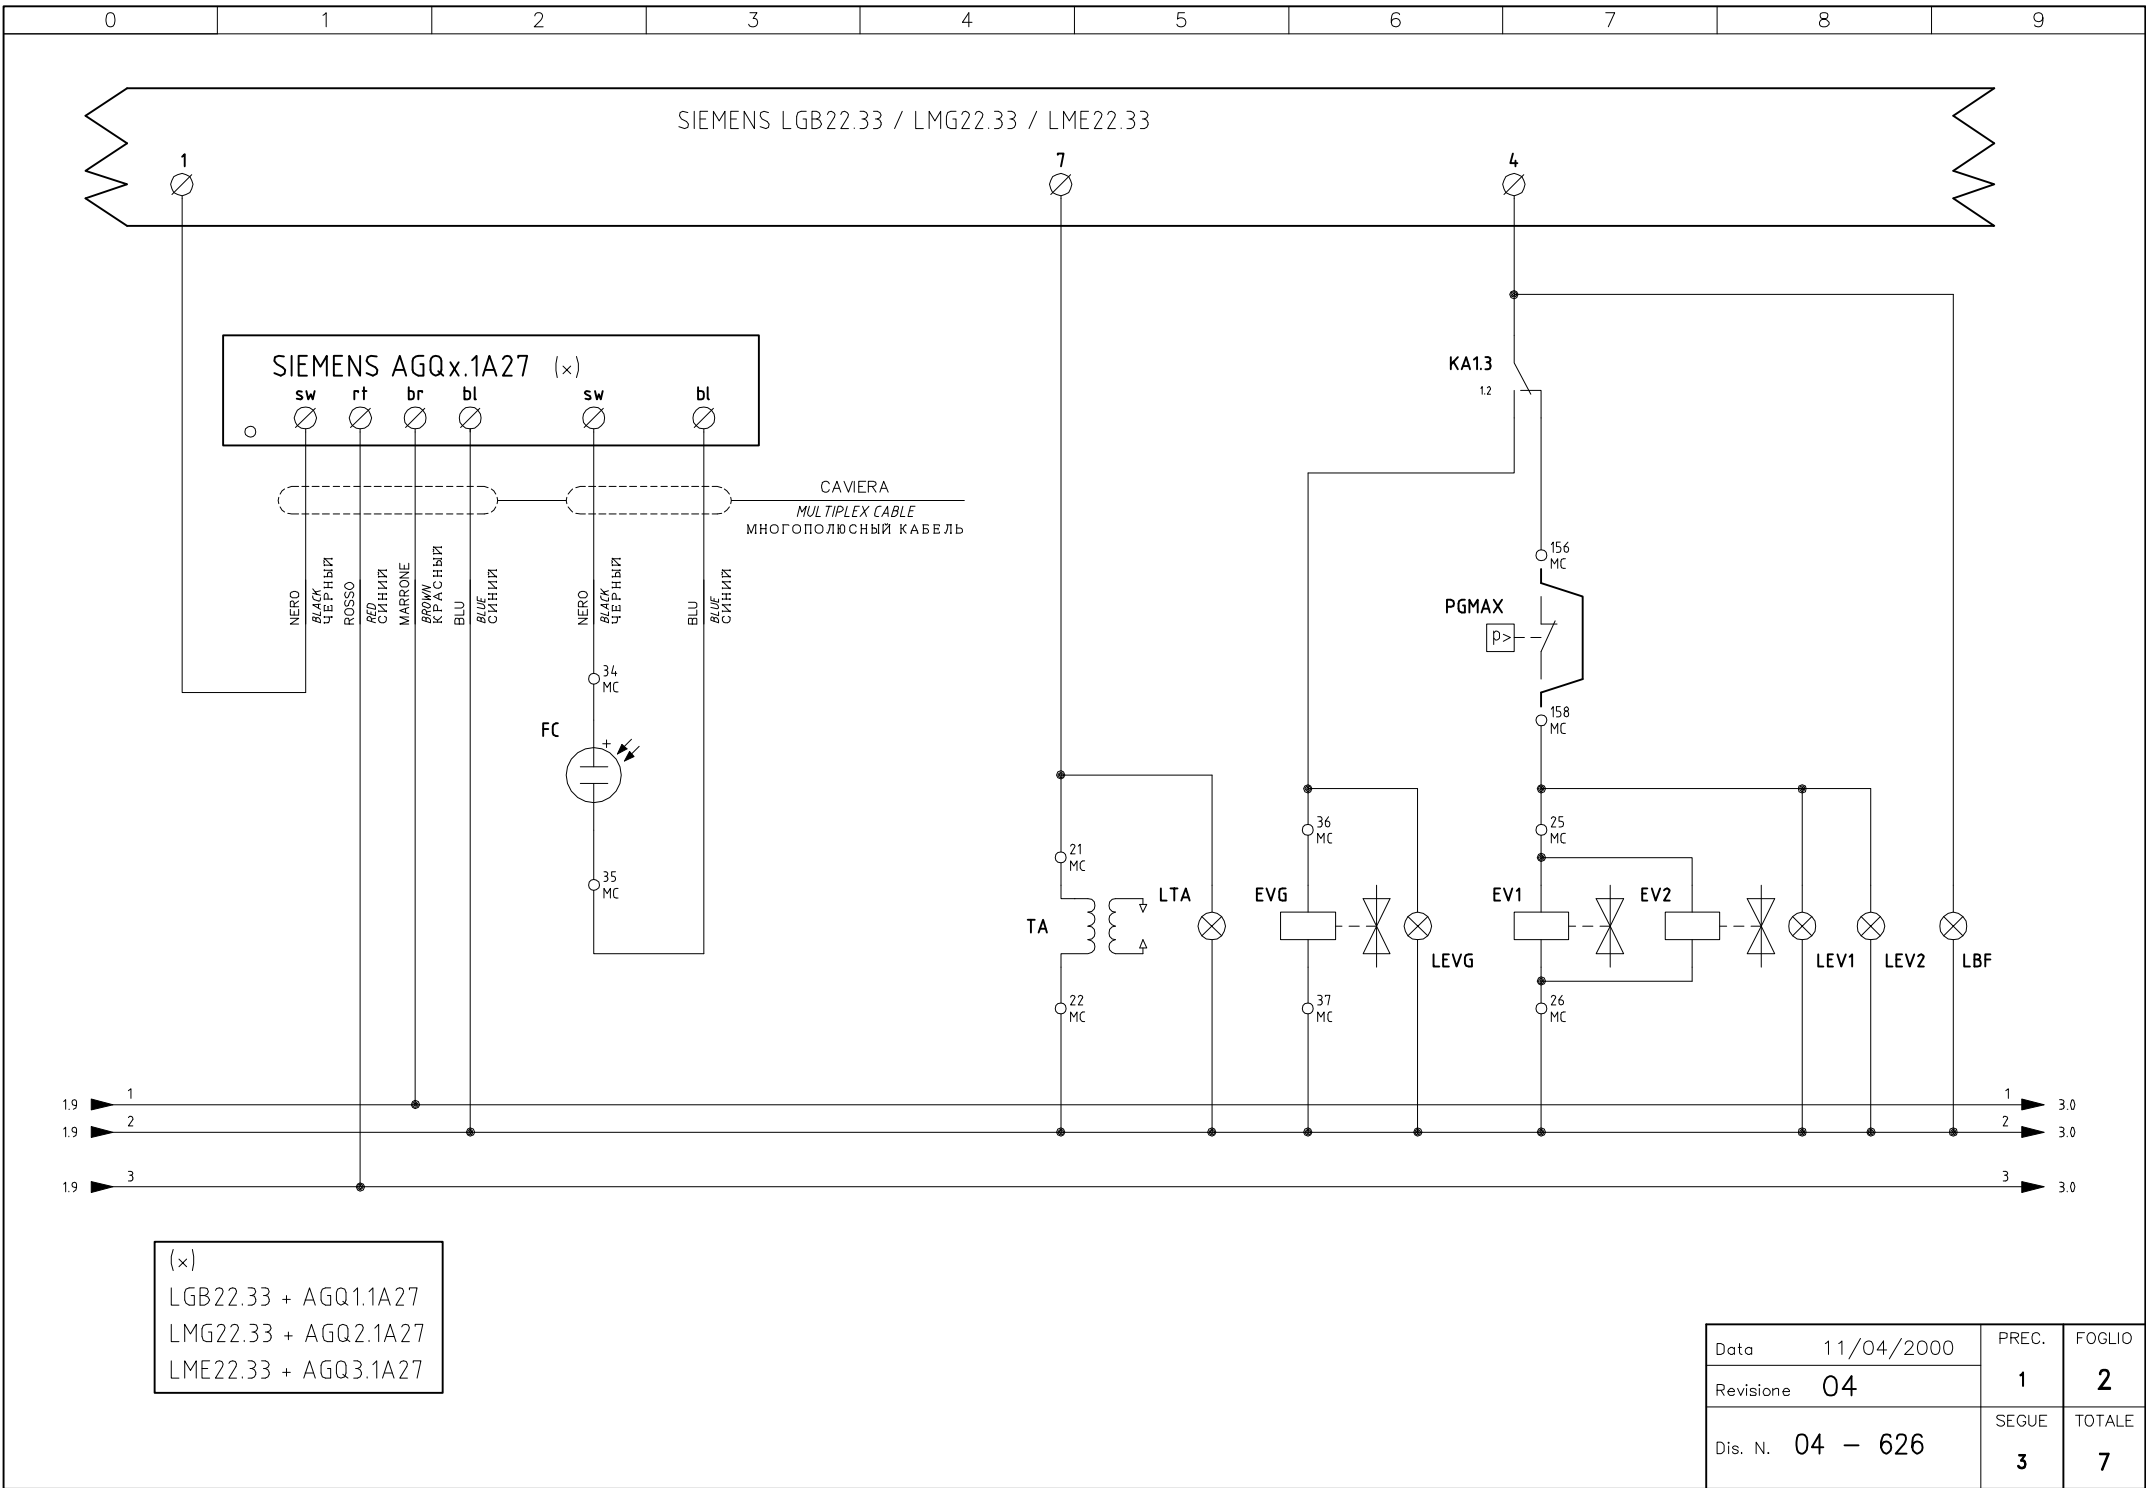 0 1 2 3 4 5 6 7 8 9
SIEMENS LGB22.33 / LMG22.33 / LME22.33
1 7 4
SIEMENS AGQx.1A27 (x)
sw rt br bl sw bl
KA1.3
1.2
CAVIERA
MULTIPLEX CABLE
МНОГОПОЛЮСНЫЙ КАБЕЛЬ
NERO
BLACK
ЧЕРНЫЙ
ROSSO
RED
СИНИЙ
MARRONE
BROWN
КРАСНЫЙ
BLU
BLUE
СИНИЙ
NERO
BLACK
ЧЕРНЫЙ
BLU
BLUE
СИНИЙ
156
MC
PGMAX
p>
158
MC
34
MC
FC
+
35
MC
21
MC
TA
LTA
22
MC
36
MC
EVG
LEVG
37
MC
25
MC
EV1
EV2
26
MC
LEV1
LEV2
LBF
1.9 1 1 3.0
1.9 2 2 3.0
1.9 3 3 3.0
(x)
LGB22.33 + AGQ1.1A27
LMG22.33 + AGQ2.1A27
LME22.33 + AGQ3.1A27
Data 11/04/2000
Revisione 04
Dis. N. 04 - 626
PREC.
1
FOGLIO
2
SEGUE
3
TOTALE
7